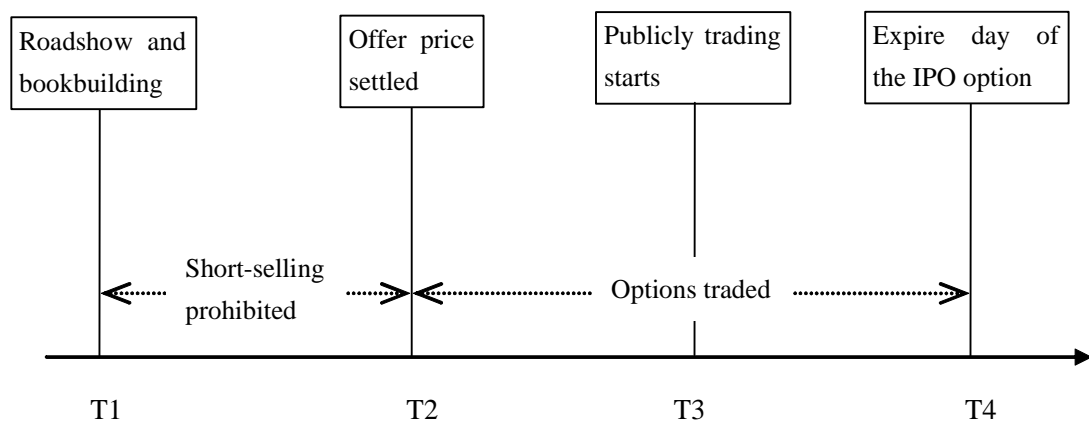 Roadshow and
bookbuilding
Offer price
settled
Publicly trading
starts
Expire day of
the IPO option
Short-selling
prohibited
Options traded
T1
T2
T3
T4